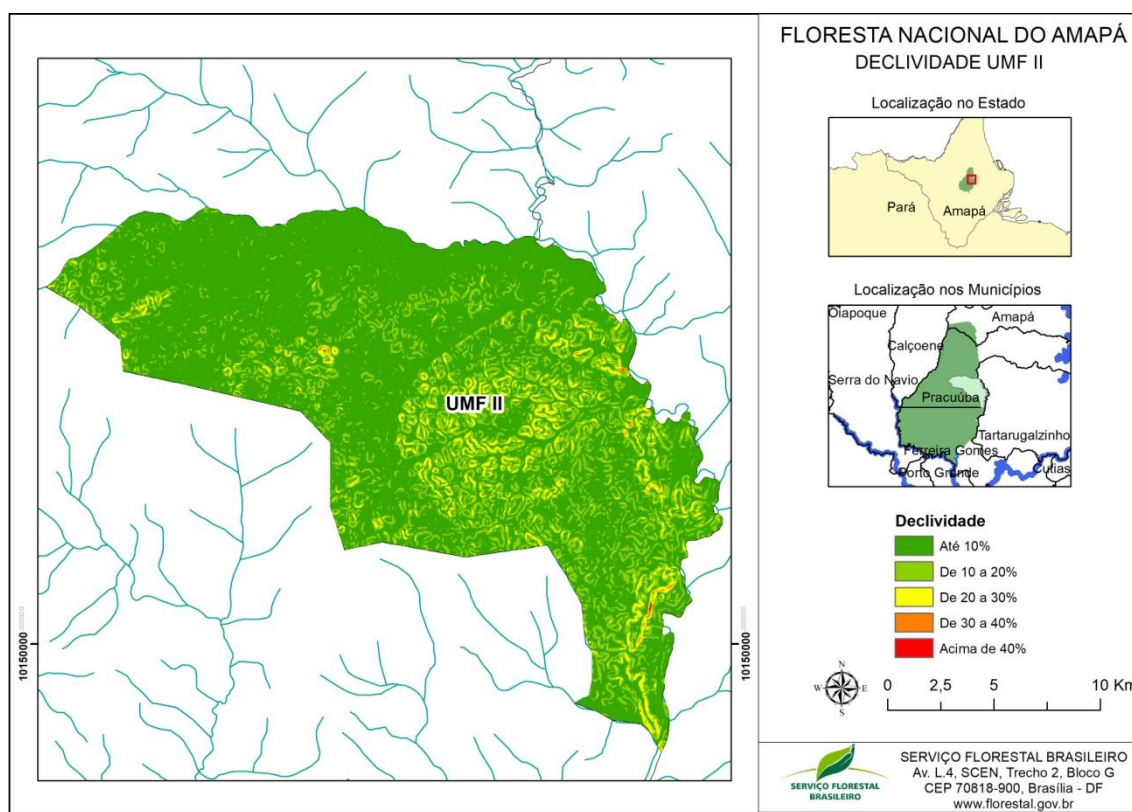 FLORESTA NACIONAL DO AMAPÁ
DECLIVIDADE UMF II
Localização no Estado
Pará
Amapá
Localização nos Municípios
Oiapoque
Amapá
Calçoene
Serra do Navio
Pracuúba
Tartarugalzinho
Ferreira Gomes
Porto Grande
Cutias
UMF II
10150000,000000
10150000,000000
Declividade
Até 10%
De 10 a 20%
De 20 a 30%
De 30 a 40%
Acima de 40%
N
W E
S
0 2,5 5 10 Km
SERVIÇO FLORESTAL
BRASILEIRO
SERVIÇO FLORESTAL BRASILEIRO
Av. L.4, SCEN, Trecho 2, Bloco G
CEP 70818-900, Brasília - DF
www.florestal.gov.br